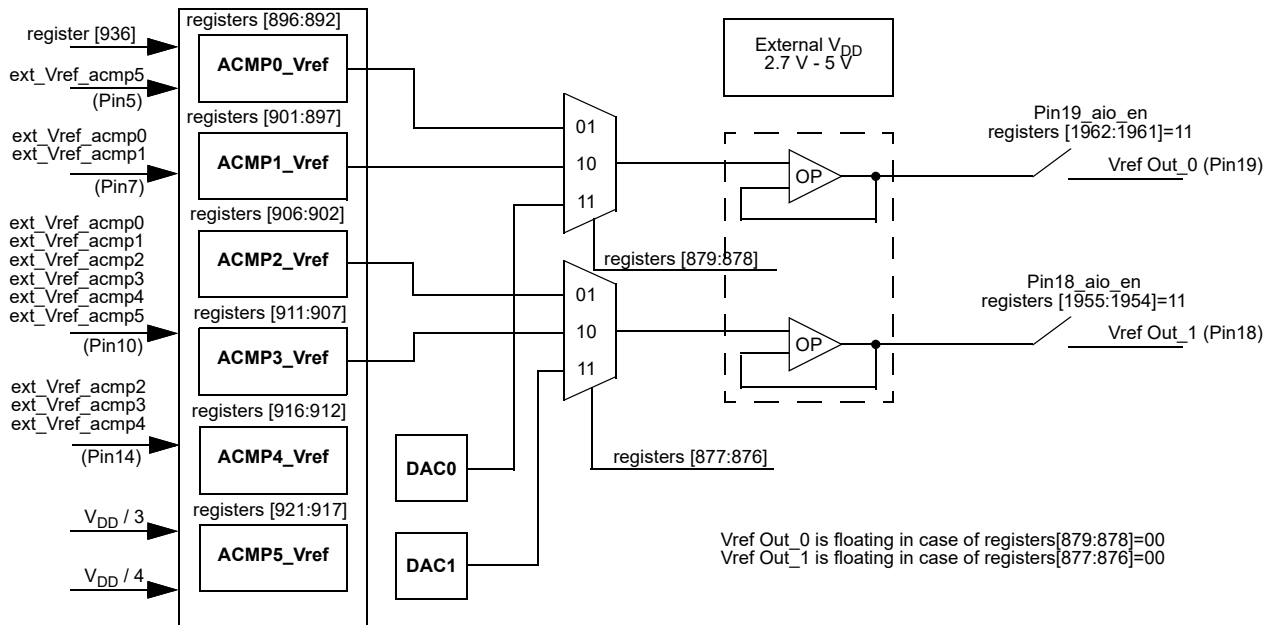 register [936]
ext_Vref_acmp5
(Pin5)
ext_Vref_acmp0
ext_Vref_acmp1
(Pin7)
ext_Vref_acmp0
ext_Vref_acmp1
ext_Vref_acmp2
ext_Vref_acmp3
ext_Vref_acmp4
ext_Vref_acmp5
(Pin10)
ext_Vref_acmp2
ext_Vref_acmp3
ext_Vref_acmp4
(Pin14)
VDD / 3
VDD / 4
registers [896:892]
ACMP0_Vref
registers [901:897]
ACMP1_Vref
registers [906:902]
ACMP2_Vref
registers [911:907]
ACMP3_Vref
registers [916:912]
ACMP4_Vref
registers [921:917]
ACMP5_Vref
DAC0
DAC1
01
10
11
registers [879:878]
01
10
11
registers [877:876]
External VDD
2.7 V - 5 V
OP
OP
Pin19_aio_en
registers [1962:1961]=11
Vref Out_0 (Pin19)
Pin18_aio_en
registers [1955:1954]=11
Vref Out_1 (Pin18)
Vref Out_0 is floating in case of registers[879:878]=00
Vref Out_1 is floating in case of registers[877:876]=00